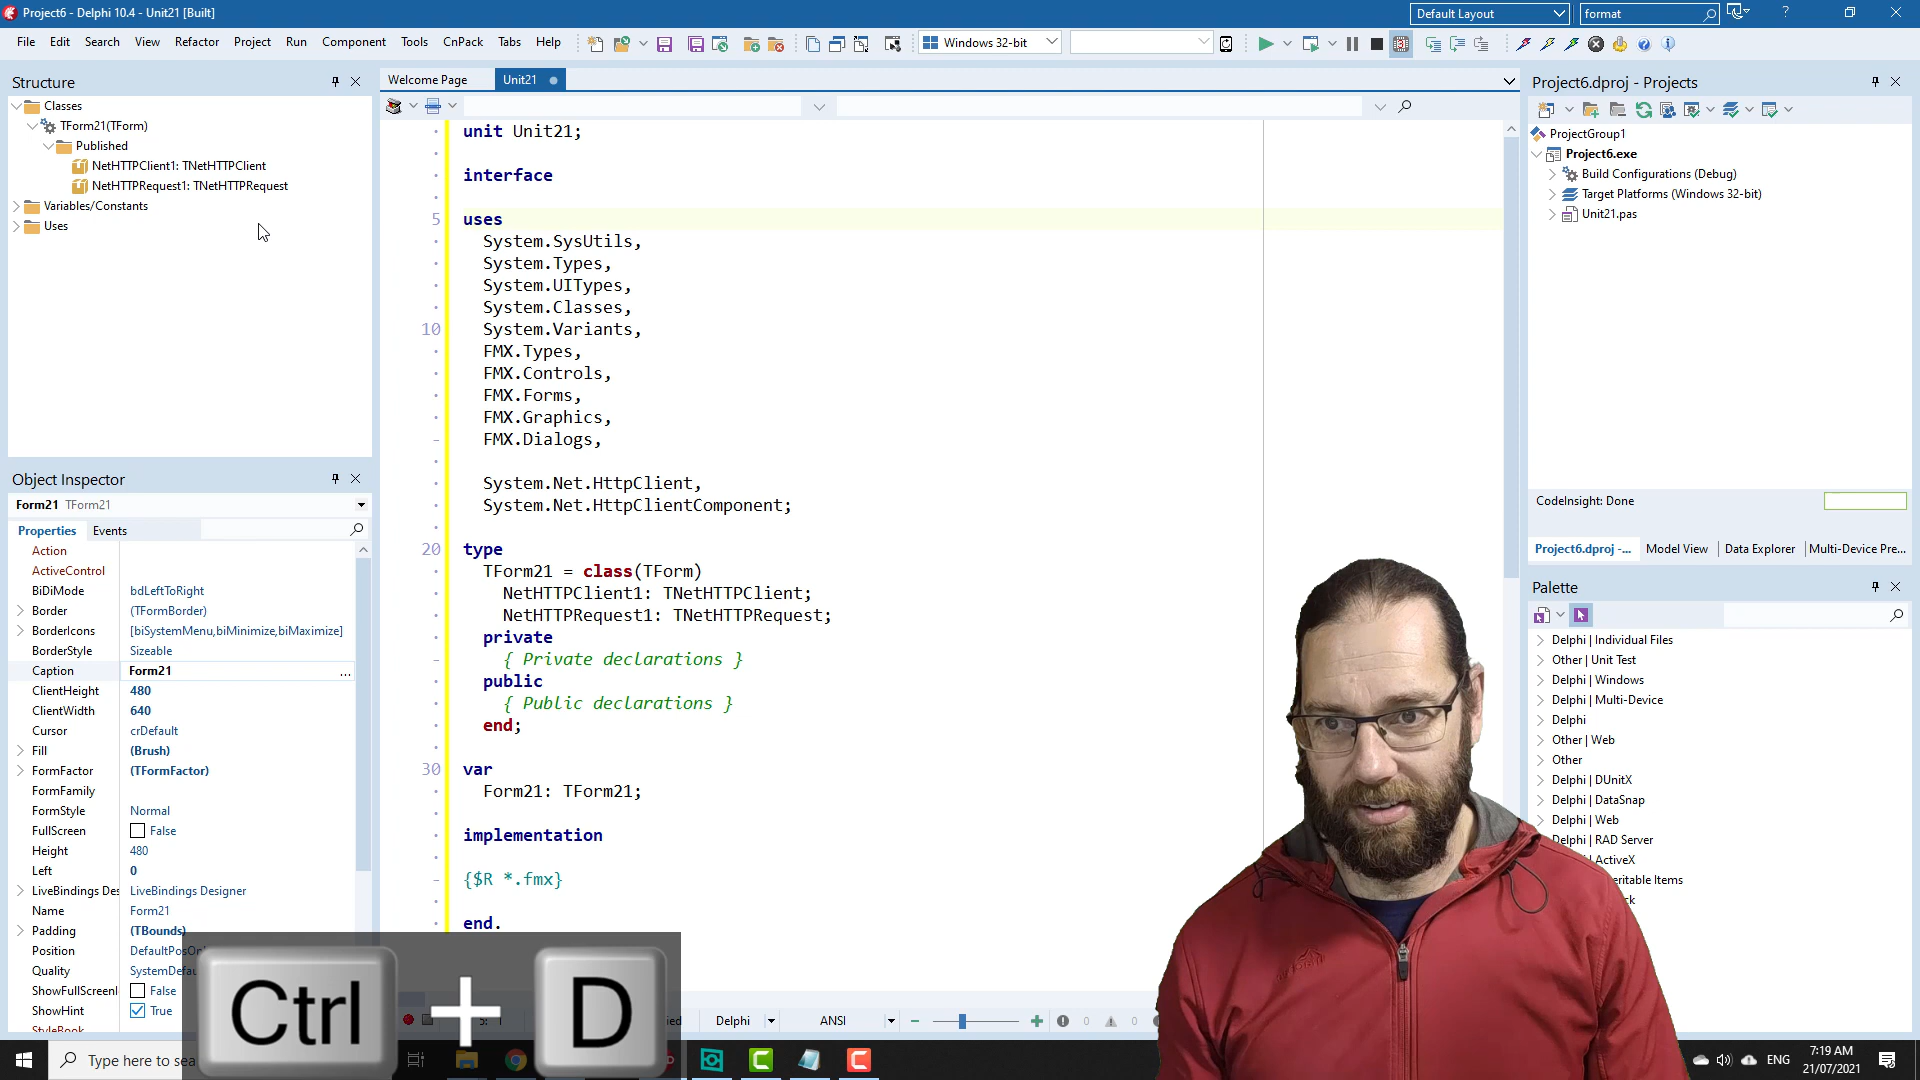 Project6 - Delphi 10.4 - Unit21 [Built]
Default Layout
format
File Edit Search View Refactor Project Run Component Tools CnPack Tabs Help
Windows 32-bit
Structure
Classes
TForm21(TForm)
Published
NetHTTPClient1: TNetHTTPClient
NetHTTPRequest1: TNetHTTPRequest
Variables/Constants
Uses
Object Inspector
Form21 TForm21
Properties Events
Action
ActiveControl
BiDiMode bdLeftToRight
Border (TFormBorder)
BorderIcons [biSystemMenu,biMinimize,biMaximize]
BorderStyle Sizeable
Caption Form21 ...
ClientHeight 480
ClientWidth 640
Cursor crDefault
Fill (Brush)
FormFactor (TFormFactor)
FormFamily
FormStyle Normal
FullScreen False
Height 480
Left 0
LiveBindings Des LiveBindings Designer
Name Form21
Padding (TBounds)
Position DefaultPosOn
Quality SystemDefa
ShowFullScreenI False
ShowHint True
StyleBook
Welcome Page Unit21
unit Unit21;
interface
5 uses
System.SysUtils,
System.Types,
System.UITypes,
System.Classes,
10 System.Variants,
FMX.Types,
FMX.Controls,
FMX.Forms,
FMX.Graphics,
FMX.Dialogs,
System.Net.HttpClient,
System.Net.HttpClientComponent;
20 type
TForm21 = class(TForm)
NetHTTPClient1: TNetHTTPClient;
NetHTTPRequest1: TNetHTTPRequest;
private
{ Private declarations }
public
{ Public declarations }
end;
30 var
Form21: TForm21;
implementation
{$R *.fmx}
end.
Delphi ANSI 0 0
Project6.dproj - Projects
ProjectGroup1
Project6.exe
Build Configurations (Debug)
Target Platforms (Windows 32-bit)
Unit21.pas
CodeInsight: Done
Project6.dproj -... Model View Data Explorer Multi-Device Pre...
Palette
Delphi | Individual Files
Other | Unit Test
Delphi | Windows
Delphi | Multi-Device
Delphi
Other | Web
Other
Delphi | DUnitX
Delphi | DataSnap
Delphi | Web
| RAD Server
ActiveX
eritable Items
Ctrl + D
Type here to sea
ENG
7:19 AM
21/07/2021